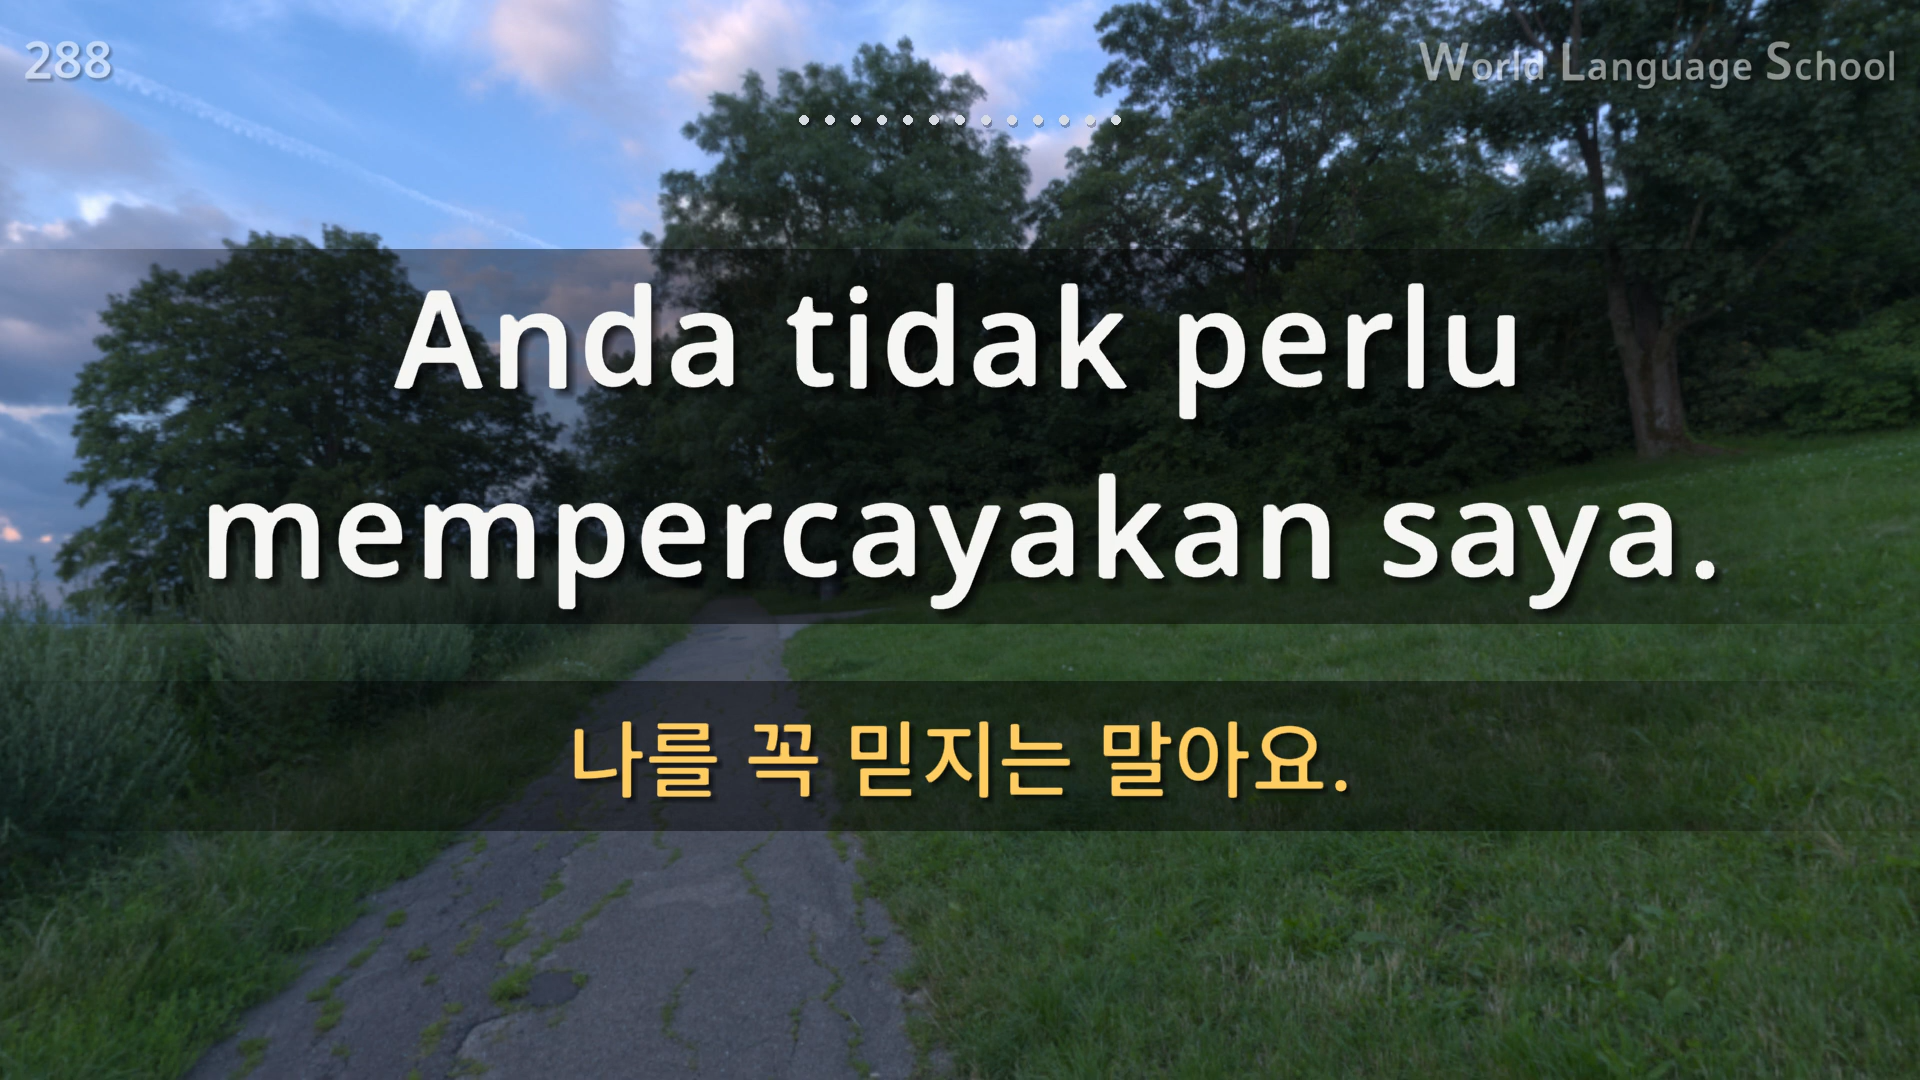 288
World Language School
Anda tidak perlu
mempercayakan saya.
나를 꼭 믿지는 말아요.